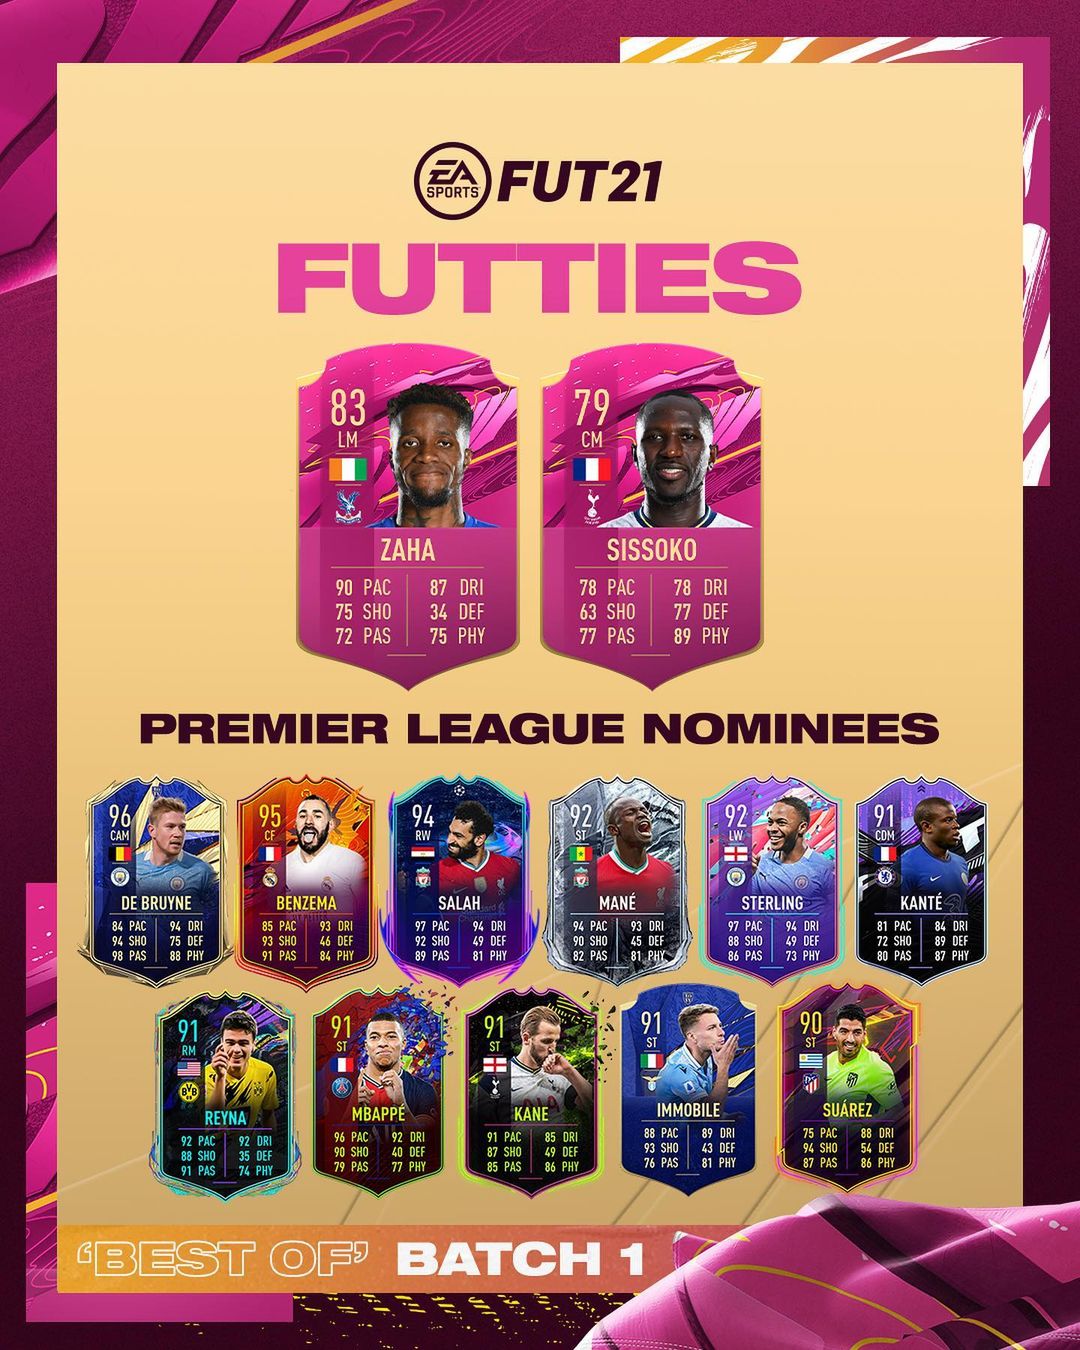 EA SPORTS FUT21
FUTTIES
83
LM
ZAHA
90 PAC 87 DRI
75 SHO 34 DEF
72 PAS 75 PHY
79
CM
SISSOKO
78 PAC 78 DRI
63 SHO 77 DEF
77 PAS 89 PHY
PREMIER LEAGUE NOMINEES
96
CAM
DE BRUYNE
84 PAC 94 DRI
94 SHO 75 DEF
98 PAS 88 PHY
95
CF
BENZEMA
85 PAC 93 DRI
93 SHO 46 DEF
91 PAS 84 PHY
94
RW
SALAH
97 PAC 94 DRI
92 SHO 49 DEF
89 PAS 81 PHY
92
ST
MANÉ
94 PAC 93 DRI
90 SHO 45 DEF
82 PAS 81 PHY
92
LW
STERLING
97 PAC 94 DRI
88 SHO 49 DEF
86 PAS 73 PHY
91
CDM
KANTÉ
81 PAC 84 DRI
72 SHO 89 DEF
80 PAS 87 PHY
91
RM
REYNA
92 PAC 92 DRI
88 SHO 35 DEF
91 PAS 74 PHY
91
ST
MBAPPÉ
96 PAC 92 DRI
90 SHO 40 DEF
79 PAS 77 PHY
91
ST
KANE
91 PAC 85 DRI
87 SHO 49 DEF
85 PAS 86 PHY
91
ST
IMMOBILE
88 PAC 89 DRI
93 SHO 43 DEF
76 PAS 81 PHY
90
ST
SUÁREZ
75 PAC 88 DRI
94 SHO 54 DEF
87 PAS 86 PHY
‘BEST OF’ BATCH 1